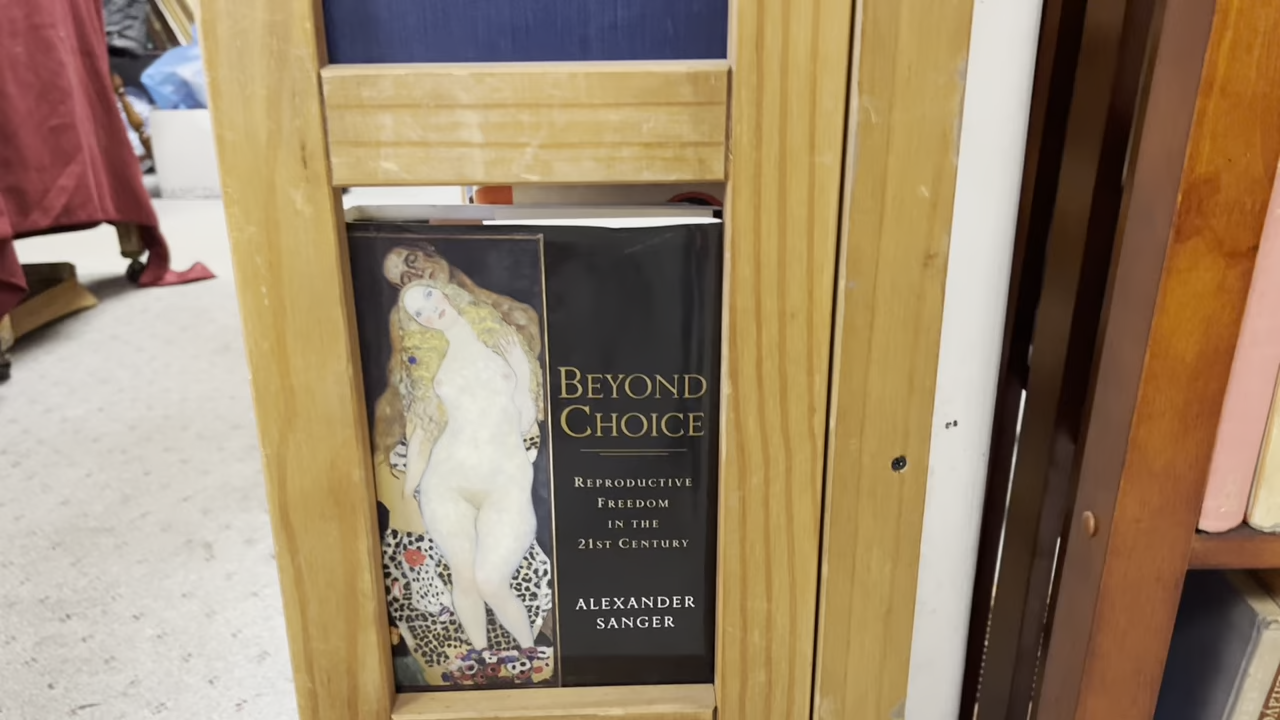 BEYOND
CHOICE
REPRODUCTIVE
FREEDOM
IN THE
21ST CENTURY
ALEXANDER
SANGER